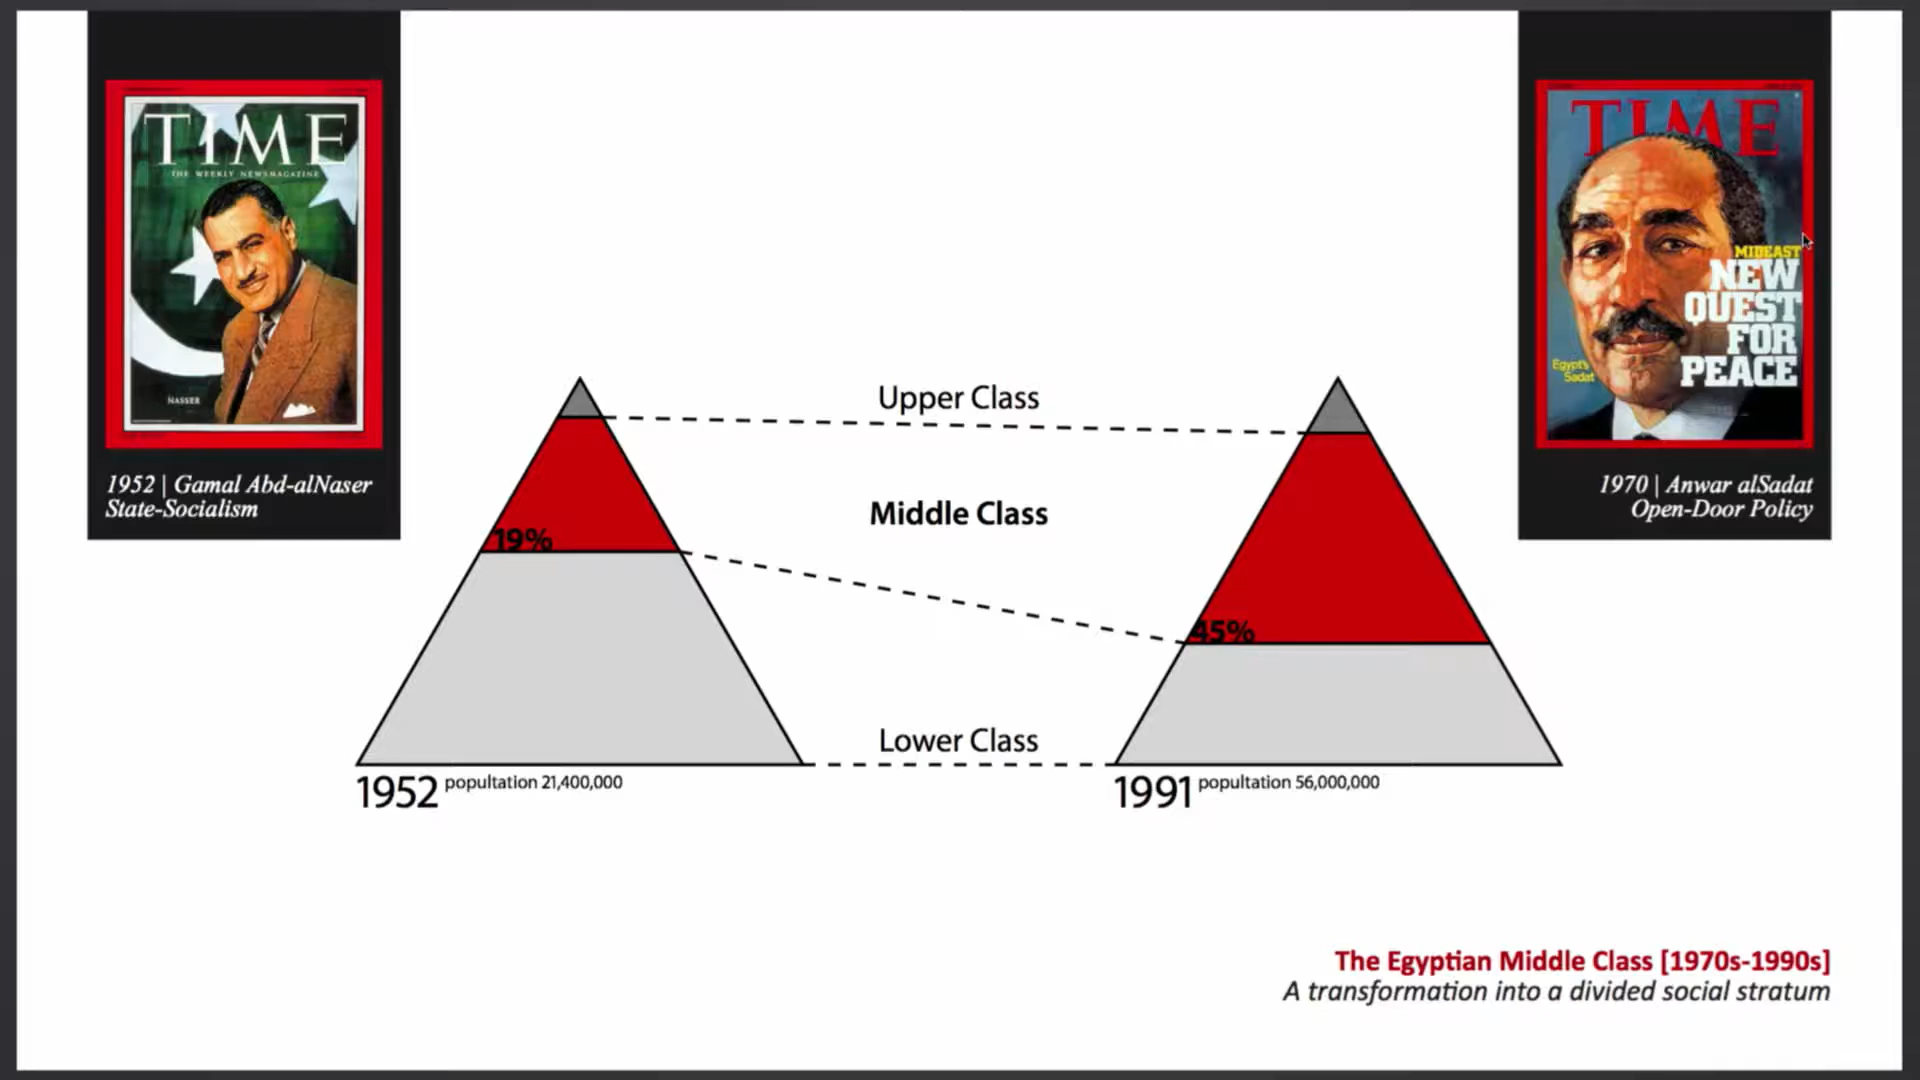 TIME
THE WEEKLY NEWSMAGAZINE
NASSER
1952 | Gamal Abd-alNaser
State-Socialism
TIME
MIDEAST
NEW
QUEST
FOR
PEACE
Egypt's
Sadat
1970 | Anwar alSadat
Open-Door Policy
Upper Class
Middle Class
19%
45%
Lower Class
1952 popultation 21,400,000
1991 popultation 56,000,000
The Egyptian Middle Class [1970s-1990s]
A transformation into a divided social stratum